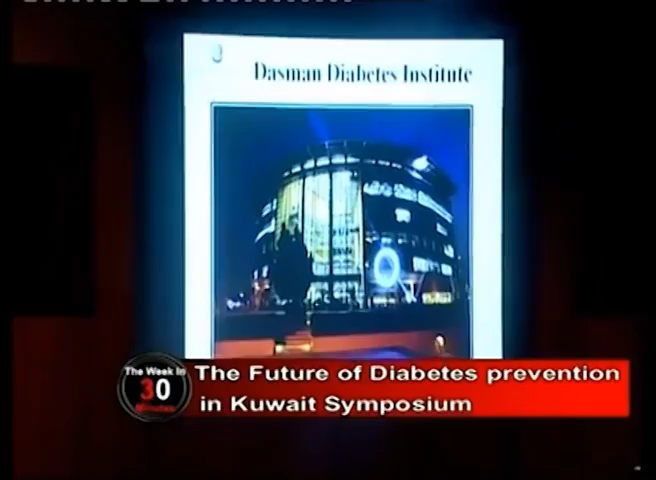 Dasman Diabetes Institute
The Week In
30
Minutes
The Future of Diabetes prevention
in Kuwait Symposium